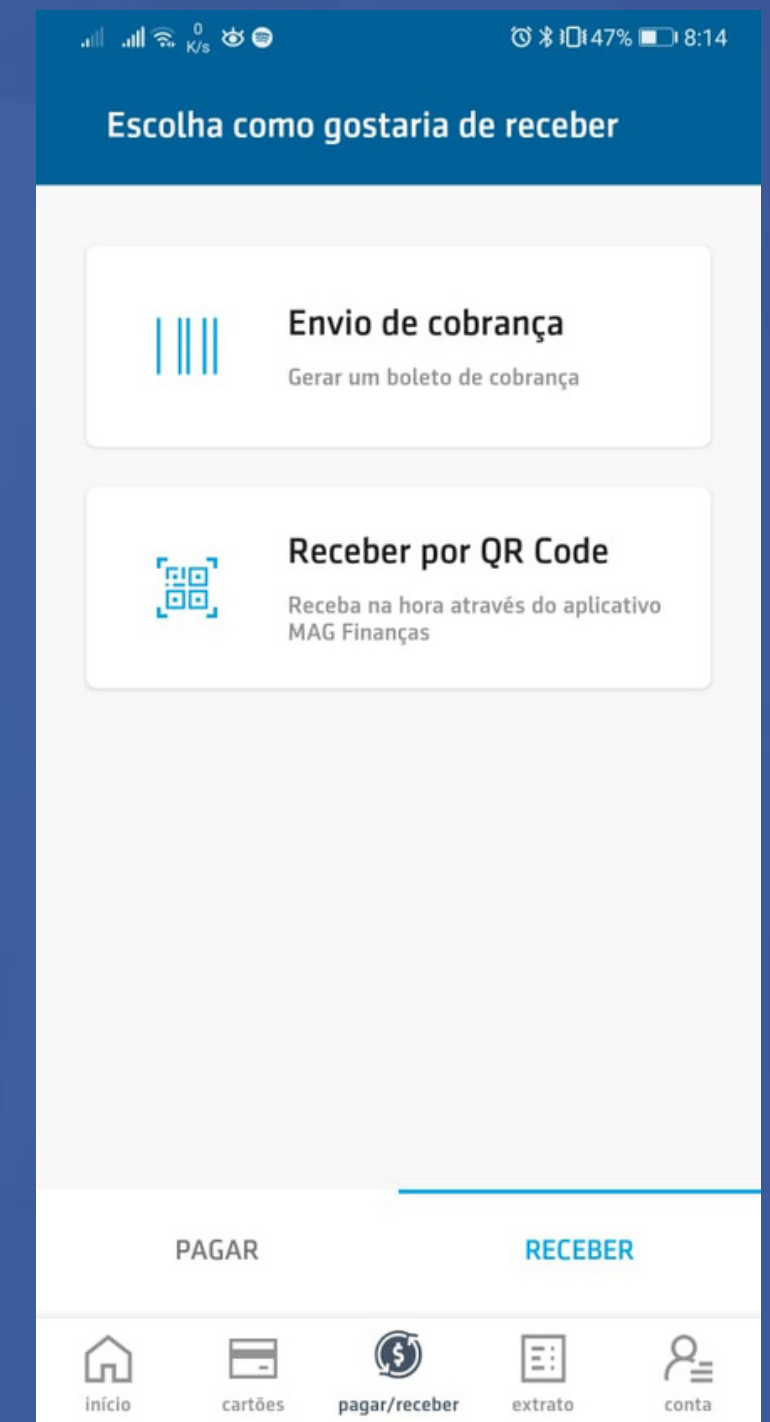 0
K/s
47%
8:14
Escolha como gostaria de receber
Envio de cobrança
Gerar um boleto de cobrança
Receber por QR Code
Receba na hora através do aplicativo
MAG Finanças
PAGAR
RECEBER
início
cartões
pagar/receber
extrato
conta